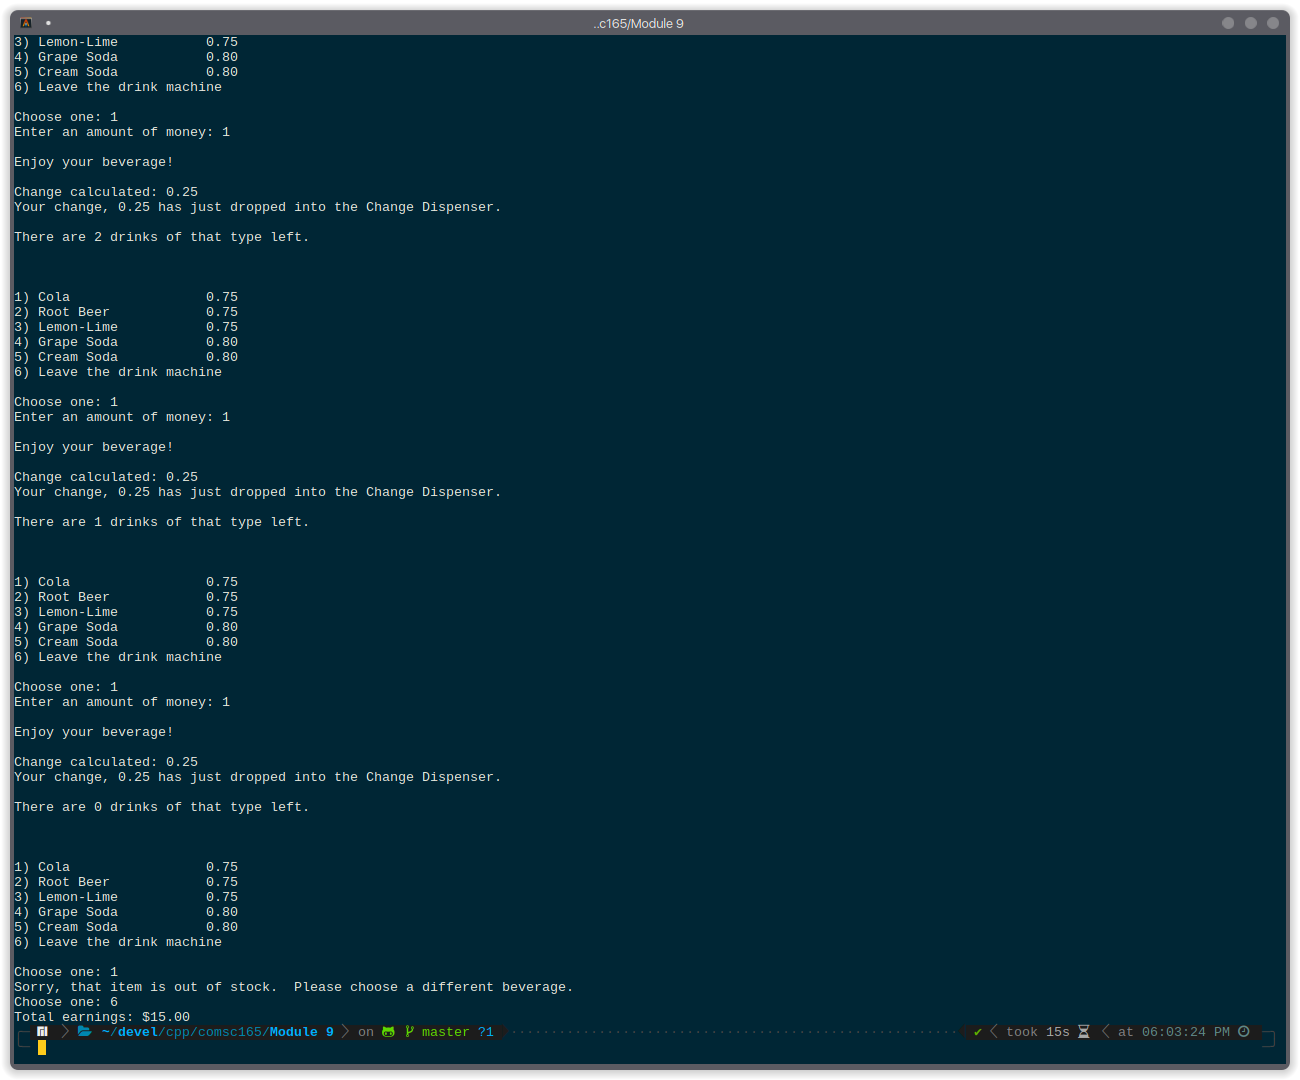 ..c165/Module 9
3) Lemon-Lime           0.75
4) Grape Soda           0.80
5) Cream Soda           0.80
6) Leave the drink machine
Choose one: 1
Enter an amount of money: 1
Enjoy your beverage!
Change calculated: 0.25
Your change, 0.25 has just dropped into the Change Dispenser.
There are 2 drinks of that type left.
1) Cola                 0.75
2) Root Beer            0.75
3) Lemon-Lime           0.75
4) Grape Soda           0.80
5) Cream Soda           0.80
6) Leave the drink machine
Choose one: 1
Enter an amount of money: 1
Enjoy your beverage!
Change calculated: 0.25
Your change, 0.25 has just dropped into the Change Dispenser.
There are 1 drinks of that type left.
1) Cola                 0.75
2) Root Beer            0.75
3) Lemon-Lime           0.75
4) Grape Soda           0.80
5) Cream Soda           0.80
6) Leave the drink machine
Choose one: 1
Enter an amount of money: 1
Enjoy your beverage!
Change calculated: 0.25
Your change, 0.25 has just dropped into the Change Dispenser.
There are 0 drinks of that type left.
1) Cola                 0.75
2) Root Beer            0.75
3) Lemon-Lime           0.75
4) Grape Soda           0.80
5) Cream Soda           0.80
6) Leave the drink machine
Choose one: 1
Sorry, that item is out of stock.  Please choose a different beverage.
Choose one: 6
Total earnings: $15.00
~/devel/cpp/comsc165/Module 9 on master ?1 ✔ took 15s at 06:03:24 PM